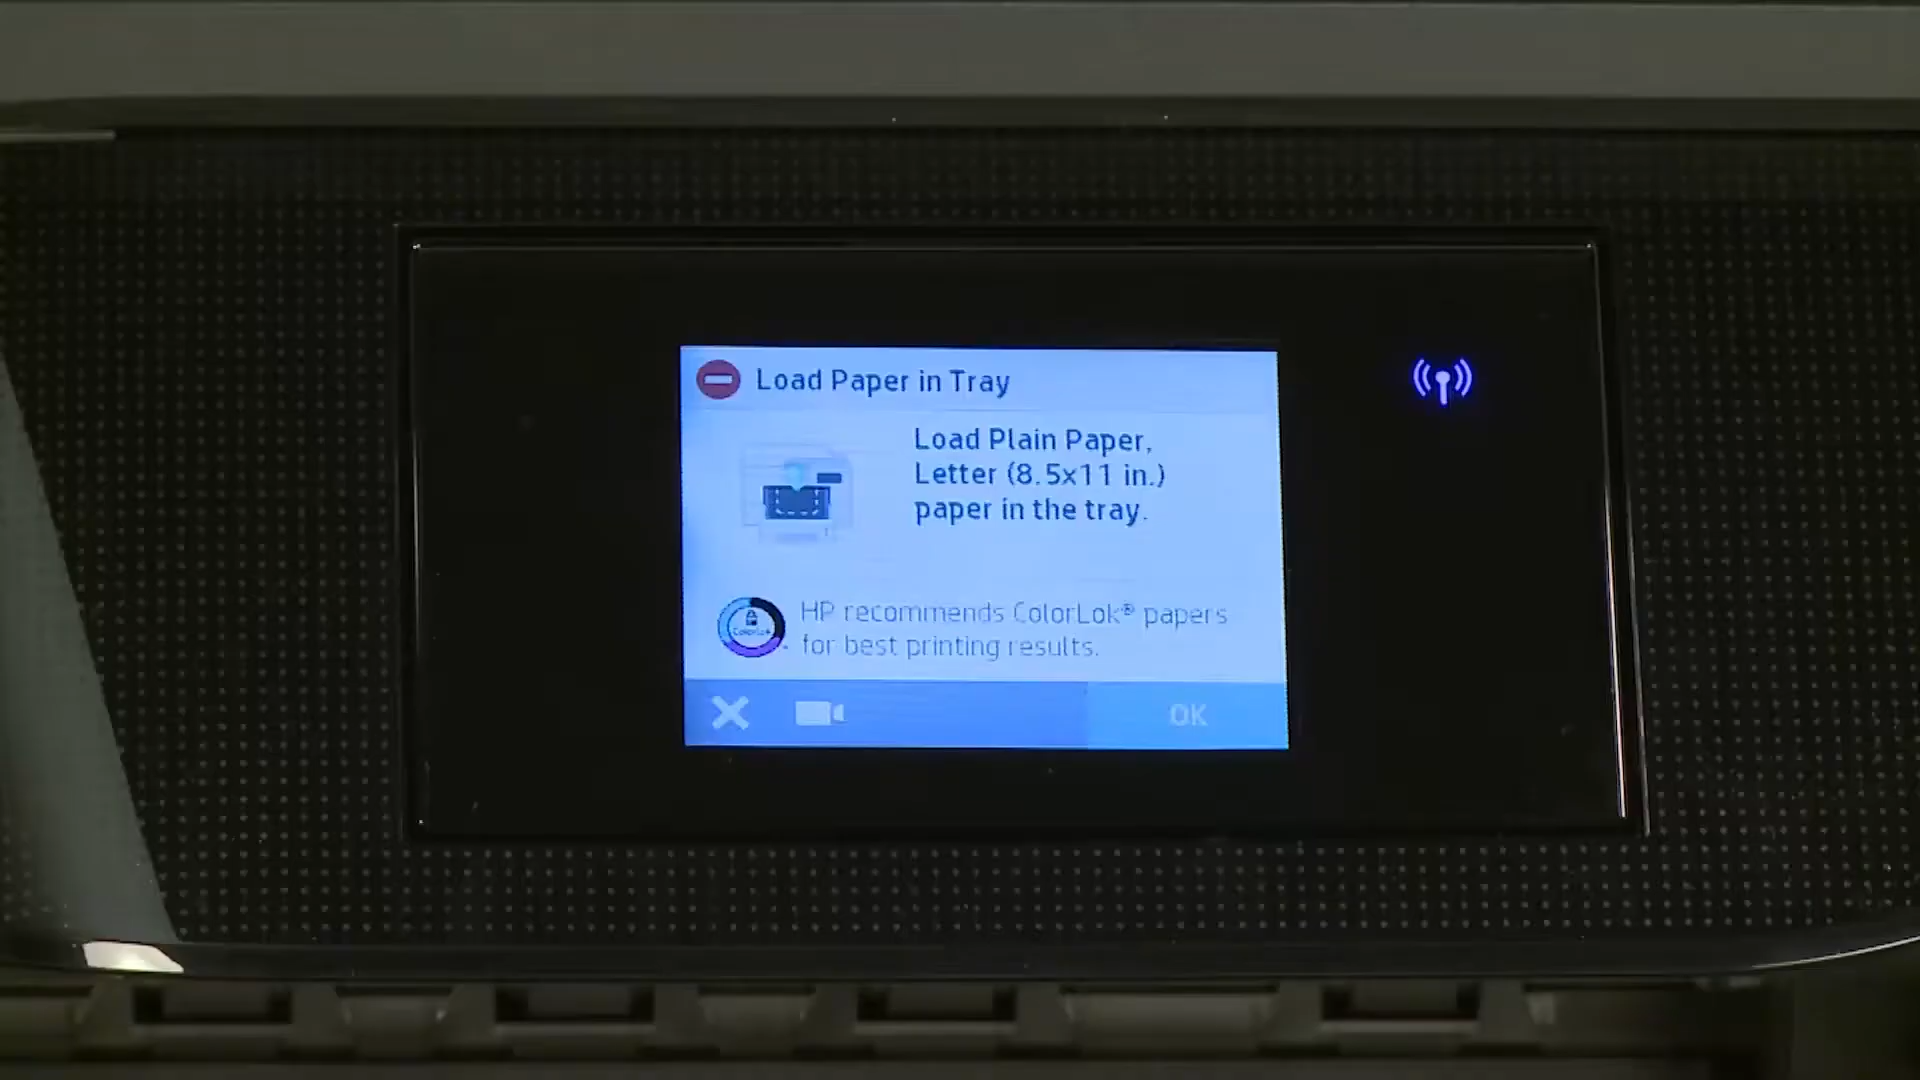 Load Paper in Tray
Load Plain Paper,
Letter (8.5x11 in.)
paper in the tray.
ColorLok
HP recommends ColorLok® papers
for best printing results.
OK